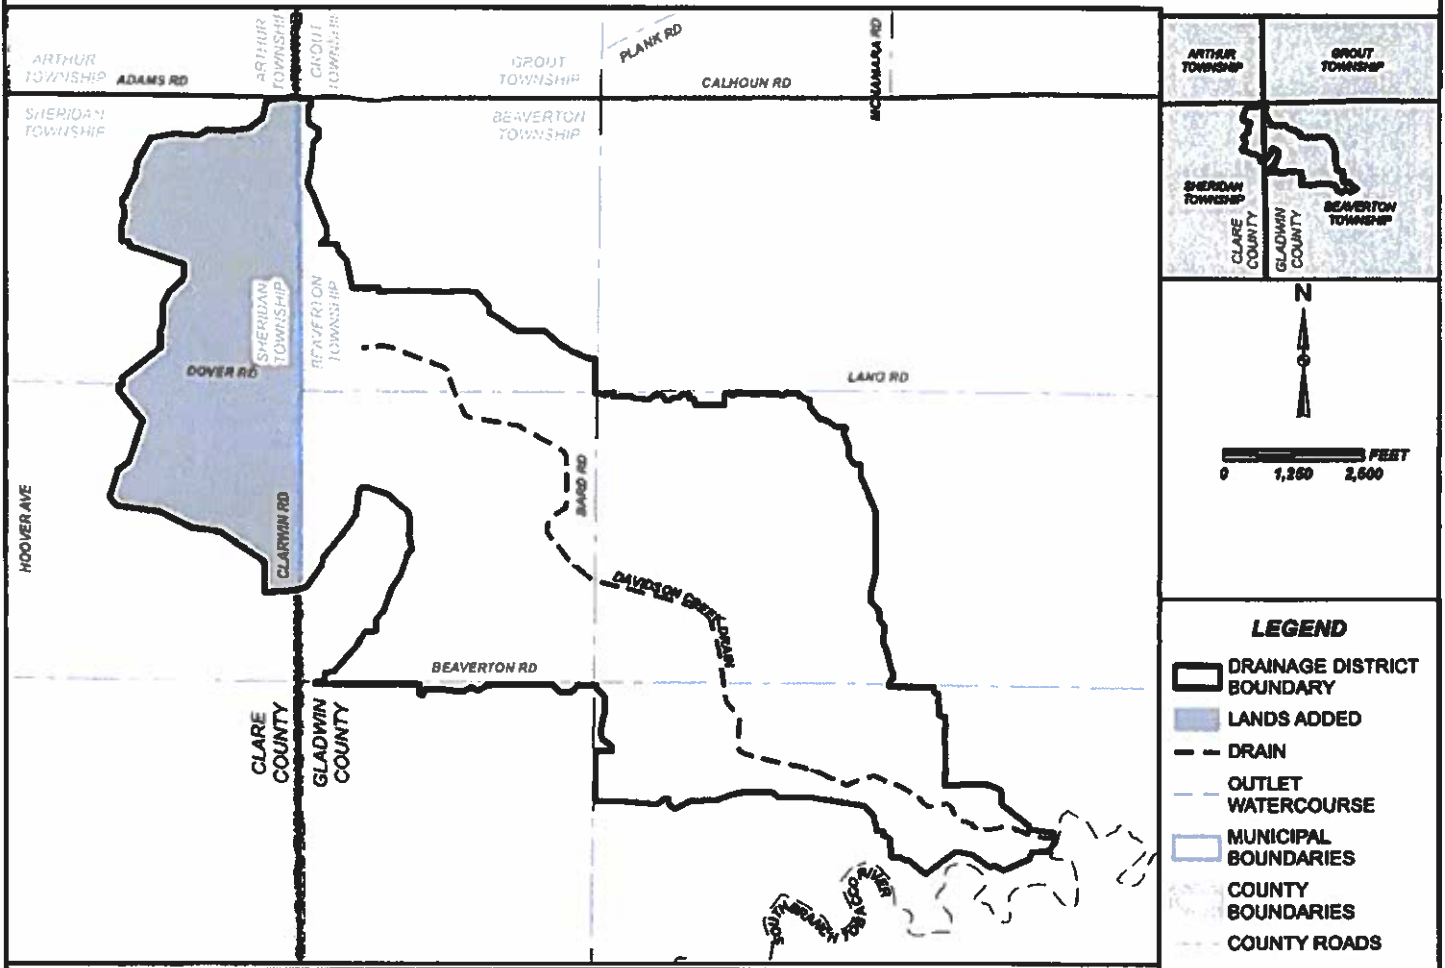 ARTHUR
TOWNSHIP
ADAMS RD
ARTHUR
TOWNSHIP
GROUT
TOWNSHIP
GROUT
TOWNSHIP
PLANK RD
CALHOUN RD
MCNAMARA RD
SHERIDAN
TOWNSHIP
BEAVERTON
TOWNSHIP
SHERIDAN
TOWNSHIP
BEAVERTON
TOWNSHIP
DOVER RD
LANG RD
HOOVER AVE
CLARWIN RD
BARD RD
DAVIDSON CREEK DRAIN
BEAVERTON RD
CLARE
COUNTY
GLADWIN
COUNTY
SOUTH BRANCH TOBACCO RIVER
ARTHUR
TOWNSHIP
GROUT
TOWNSHIP
SHERIDAN
TOWNSHIP
BEAVERTON
TOWNSHIP
CLARE
COUNTY
GLADWIN
COUNTY
N
FEET
0 1,250 2,500
LEGEND
DRAINAGE DISTRICT
BOUNDARY
LANDS ADDED
DRAIN
OUTLET
WATERCOURSE
MUNICIPAL
BOUNDARIES
COUNTY
BOUNDARIES
COUNTY ROADS